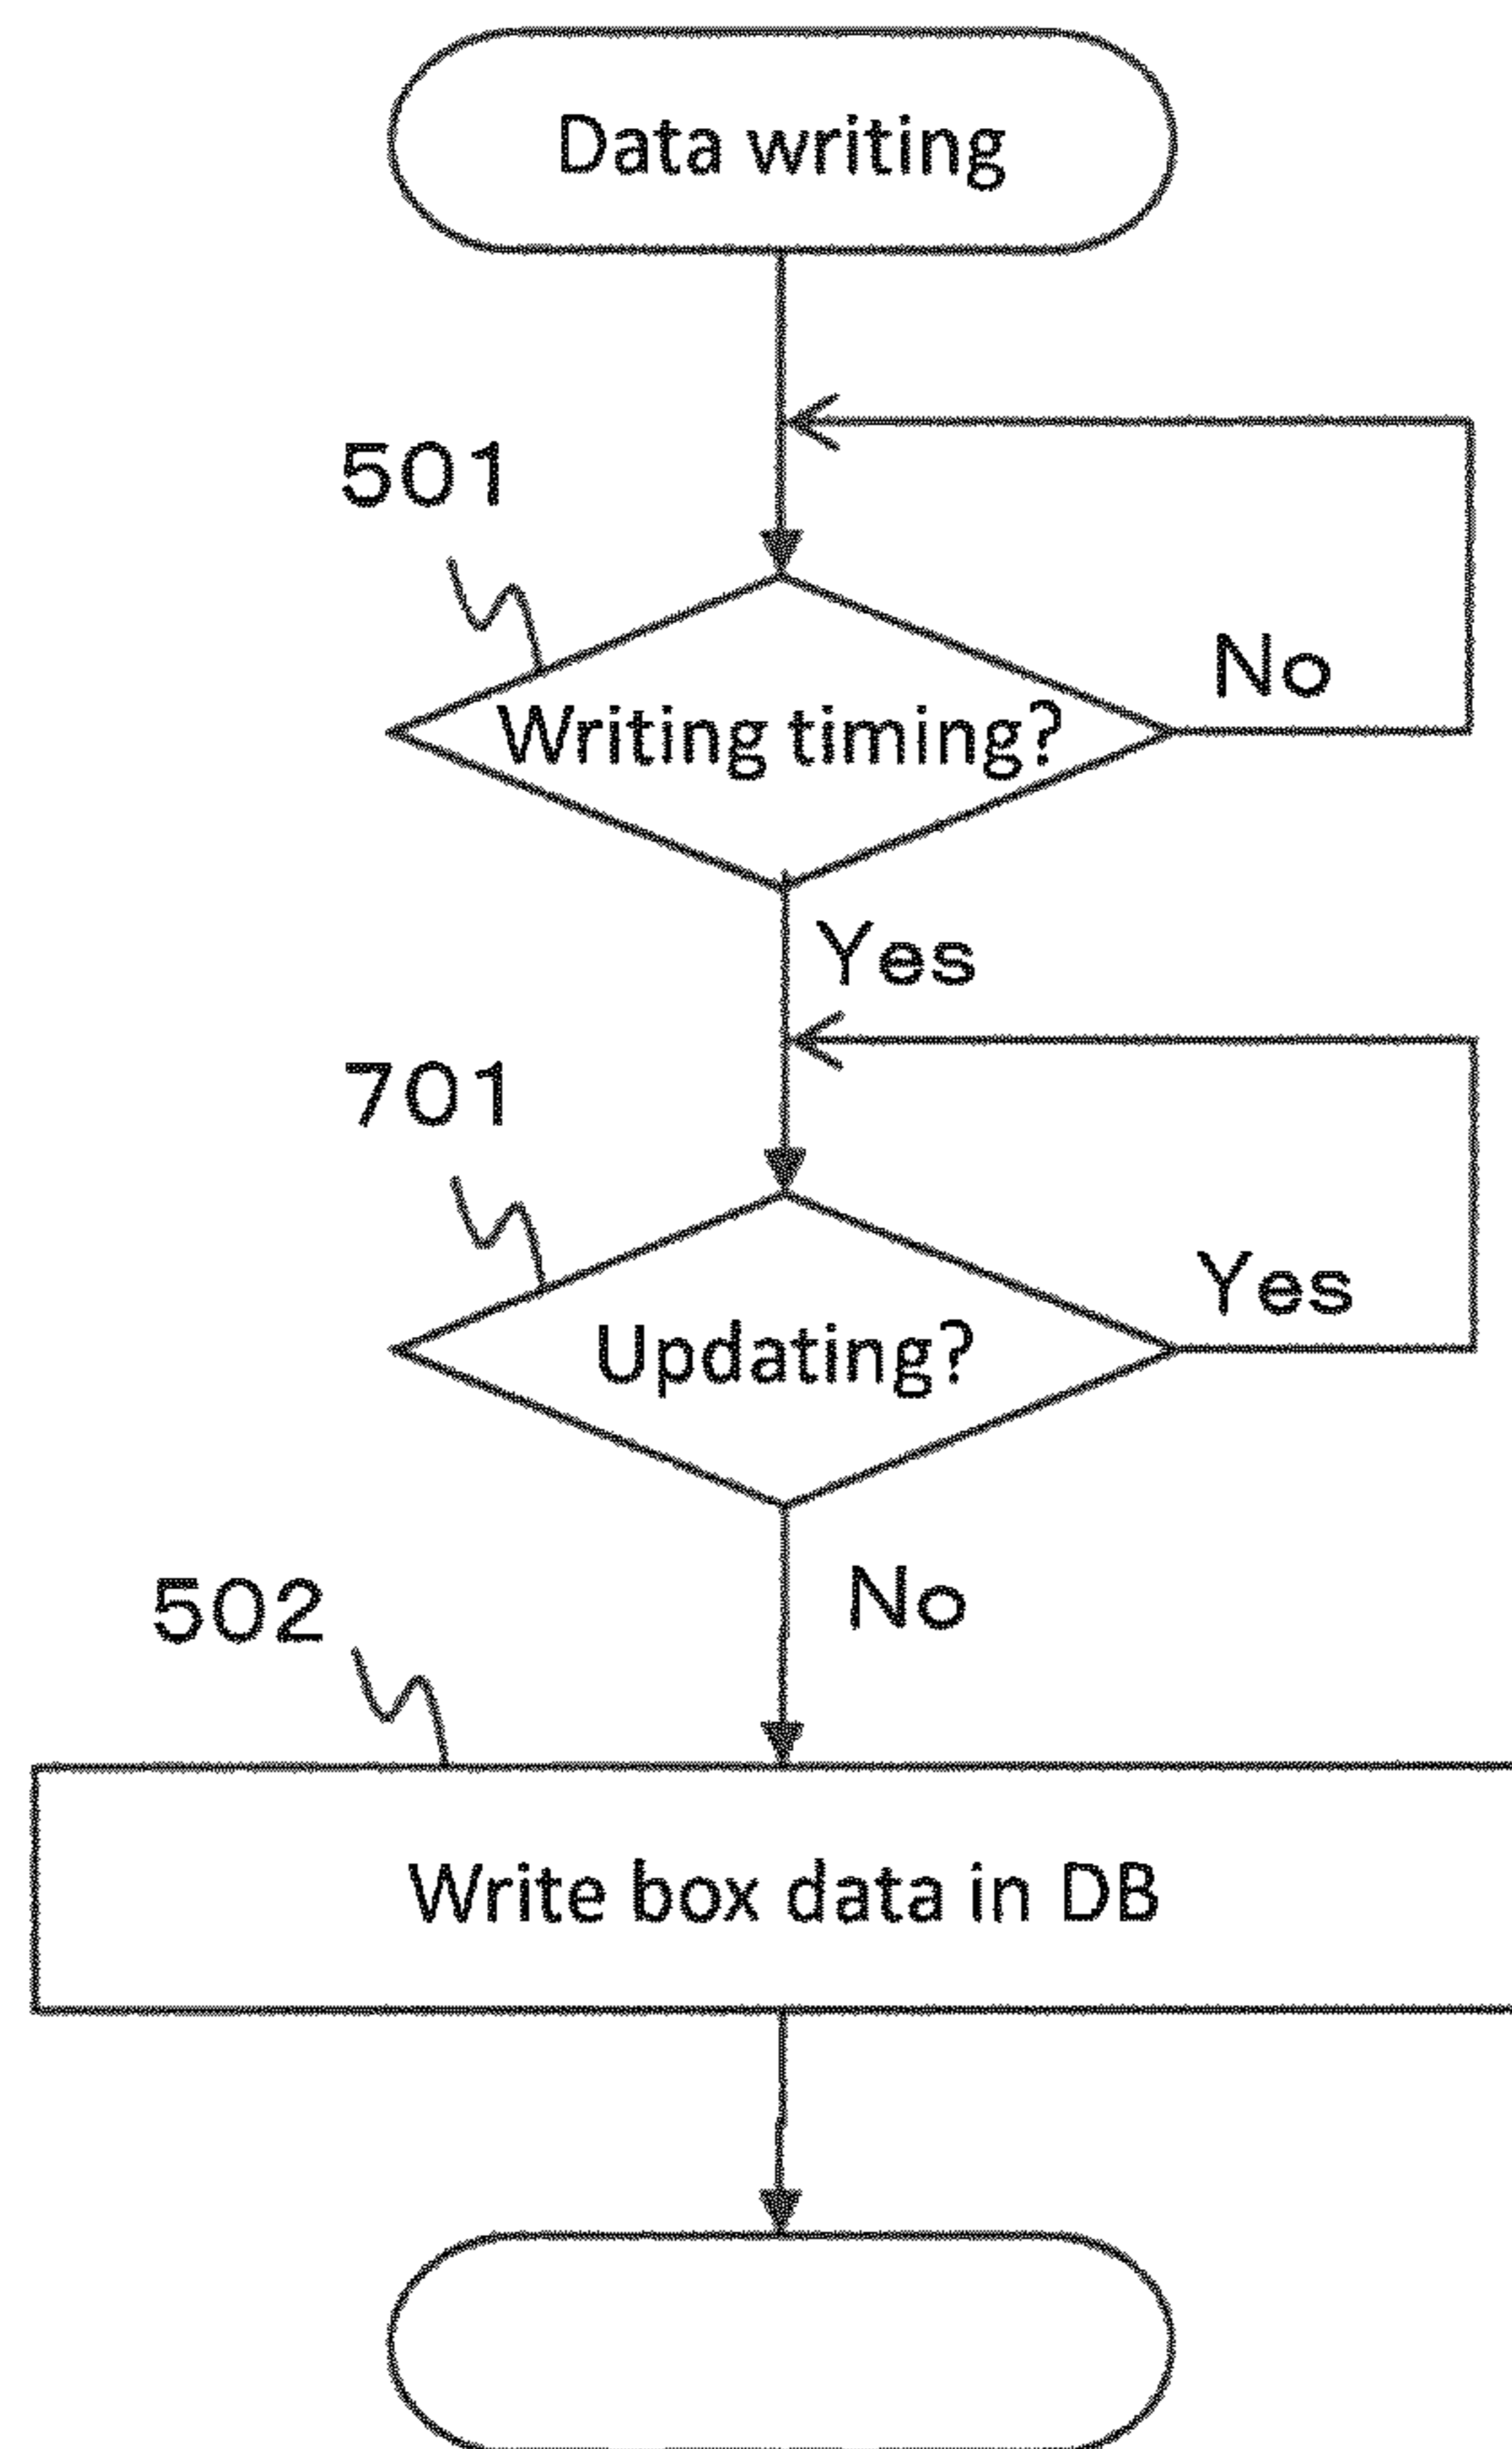 Data writing
501
Writing timing?
No
Yes
701
Updating?
Yes
No
502
Write box data in DB